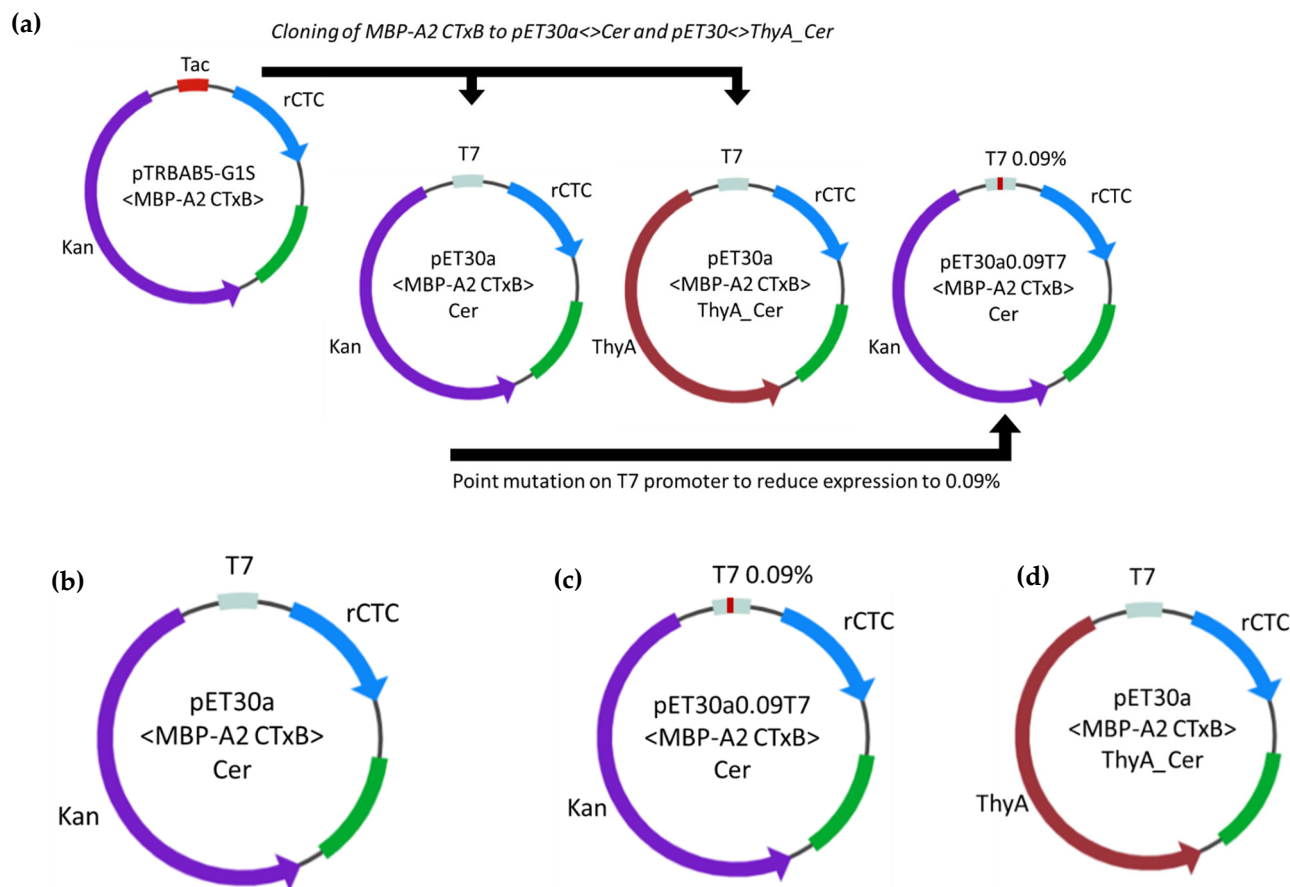 (a)
Cloning of MBP-A2 CTxB to pET30a<>Cer and pET30<>ThyA_Cer
Tac
rCTC
pTRBAB5-G1S
<MBP-A2 CTxB>
Kan
T7
rCTC
pET30a
<MBP-A2 CTxB>
Cer
Kan
T7
rCTC
pET30a
<MBP-A2 CTxB>
ThyA_Cer
ThyA
T7 0.09%
rCTC
pET30a0.09T7
<MBP-A2 CTxB>
Cer
Kan
Point mutation on T7 promoter to reduce expression to 0.09%
(b)
T7
rCTC
pET30a
<MBP-A2 CTxB>
Cer
Kan
(c)
T7 0.09%
rCTC
pET30a0.09T7
<MBP-A2 CTxB>
Cer
Kan
(d)
T7
rCTC
pET30a
<MBP-A2 CTxB>
ThyA_Cer
ThyA